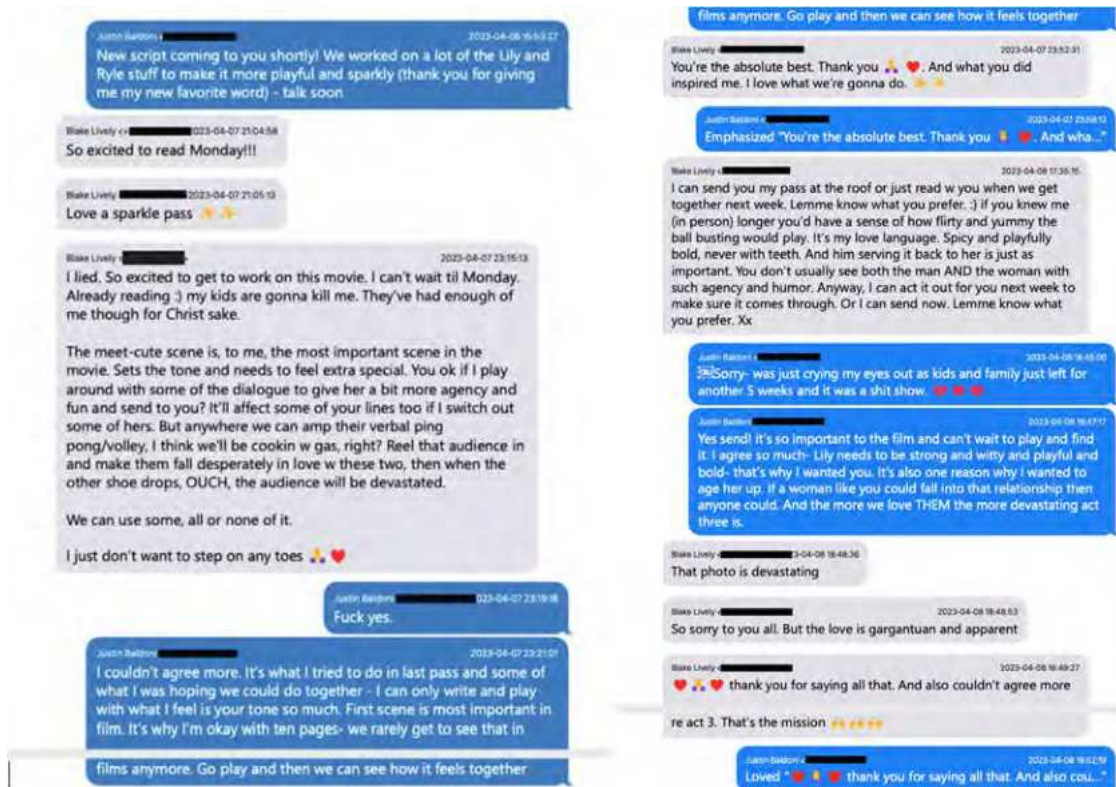 Justin Baldoni
New script coming to you shortly! We worked on a lot of the Lily and
Ryle stuff to make it more playful and sparkly (thank you for giving
me my new favorite word) - talk soon
Blake Lively 2023-04-07 21:04:58
So excited to read Monday!!!
Blake Lively 2023-04-07 21:05:13
Love a sparkle pass ✨ ✨
Blake Lively 2023-04-07 23:15:13
I lied. So excited to get to work on this movie. I can't wait til Monday.
Already reading :) my kids are gonna kill me. They've had enough of
me though for Christ sake.
The meet-cute scene is, to me, the most important scene in the
movie. Sets the tone and needs to feel extra special. You ok if I play
around with some of the dialogue to give her a bit more agency and
fun and send to you? It'll affect some of your lines too if I switch out
some of hers. But anywhere we can amp their verbal ping
pong/volley, I think we'll be cookin w gas, right? Reel that audience in
and make them fall desperately in love w these two, then when the
other shoe drops, OUCH, the audience will be devastated.
We can use some, all or none of it.
I just don't want to step on any toes 🙏 ❤️
Justin Baldoni 023-04-07 23:19:18
Fuck yes.
Justin Baldoni 2023-04-07 23:21:01
I couldn't agree more. It's what I tried to do in last pass and some of
what I was hoping we could do together - I can only write and play
with what I feel is your tone so much. First scene is most important in
film. It's why I'm okay with ten pages- we rarely get to see that in
films anymore. Go play and then we can see how it feels together
films anymore. Go play and then we can see how it feels together
Blake Lively 2023-04-07 23:52:31
You're the absolute best. Thank you 🙏 ❤️. And what you did
inspired me. I love what we're gonna do. ✨ ✨
Justin Baldoni
Emphasized "You're the absolute best. Thank you 🙏 ❤️. And wha..."
Blake Lively 2023-04-08 17:35:15
I can send you my pass at the roof or just read w you when we get
together next week. Lemme know what you prefer. :) if you knew me
(in person) longer you'd have a sense of how flirty and yummy the
ball busting would play. It's my love language. Spicy and playfully
bold, never with teeth. And him serving it back to her is just as
important. You don't usually see both the man AND the woman with
such agency and humor. Anyway, I can act it out for you next week to
make sure it comes through. Or I can send now. Lemme know what
you prefer. Xx
Justin Baldoni
Sorry- was just crying my eyes out as kids and family just left for
another 5 weeks and it was a shit show. ❤️ ❤️ ❤️
Justin Baldoni 2023-04-08 18:47:17
Yes send! it's so important to the film and can't wait to play and find
it. I agree so much- Lily needs to be strong and witty and playful and
bold- that's why I wanted you. It's also one reason why I wanted to
age her up. If a woman like you could fall into that relationship then
anyone could. And the more we love THEM the more devastating act
three is.
Blake Lively 3-04-08 18:48:36
That photo is devastating
Blake Lively 2023-04-08 18:48:53
So sorry to you all. But the love is gargantuan and apparent
Blake Lively 2023-04-08 18:49:27
❤️ 🙏 ❤️ thank you for saying all that. And also couldn't agree more
re act 3. That's the mission 🙌 🙌 🙌
Justin Baldoni
Loved "❤️ 🙏 ❤️ thank you for saying all that. And also cou..."